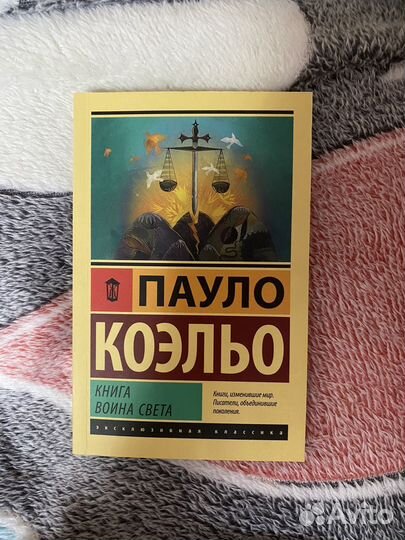 ПАУЛО
КОЭЛЬО
КНИГА
ВОИНА СВЕТА
Книги, изменившие мир.
Писатели, объединившие
поколения.
эксклюзивная классика
Avito